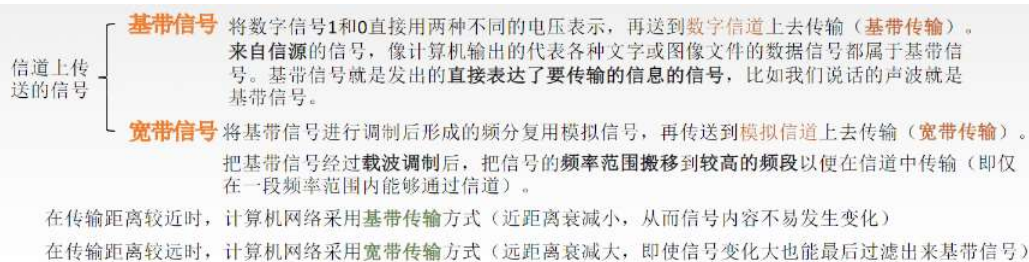 基带信号 将数字信号1和0直接用两种不同的电压表示，再送到数字信道上去传输（基带传输）。
来自信源的信号，像计算机输出的代表各种文字或图像文件的数据信号都属于基带信
号。基带信号就是发出的直接表达了要传输的信息的信号，比如我们说话的声波就是
基带信号。
信道上传
送的信号
宽带信号 将基带信号进行调制后形成的频分复用模拟信号，再传送到模拟信道上去传输（宽带传输）。
把基带信号经过载波调制后，把信号的频率范围搬移到较高的频段以便在信道中传输（即仅
在一段频率范围内能够通过信道）。
在传输距离较近时，计算机网络采用基带传输方式（近距离衰减小，从而信号内容不易发生变化）
在传输距离较远时，计算机网络采用宽带传输方式（远距离衰减大，即使信号变化大也能最后过滤出来基带信号）